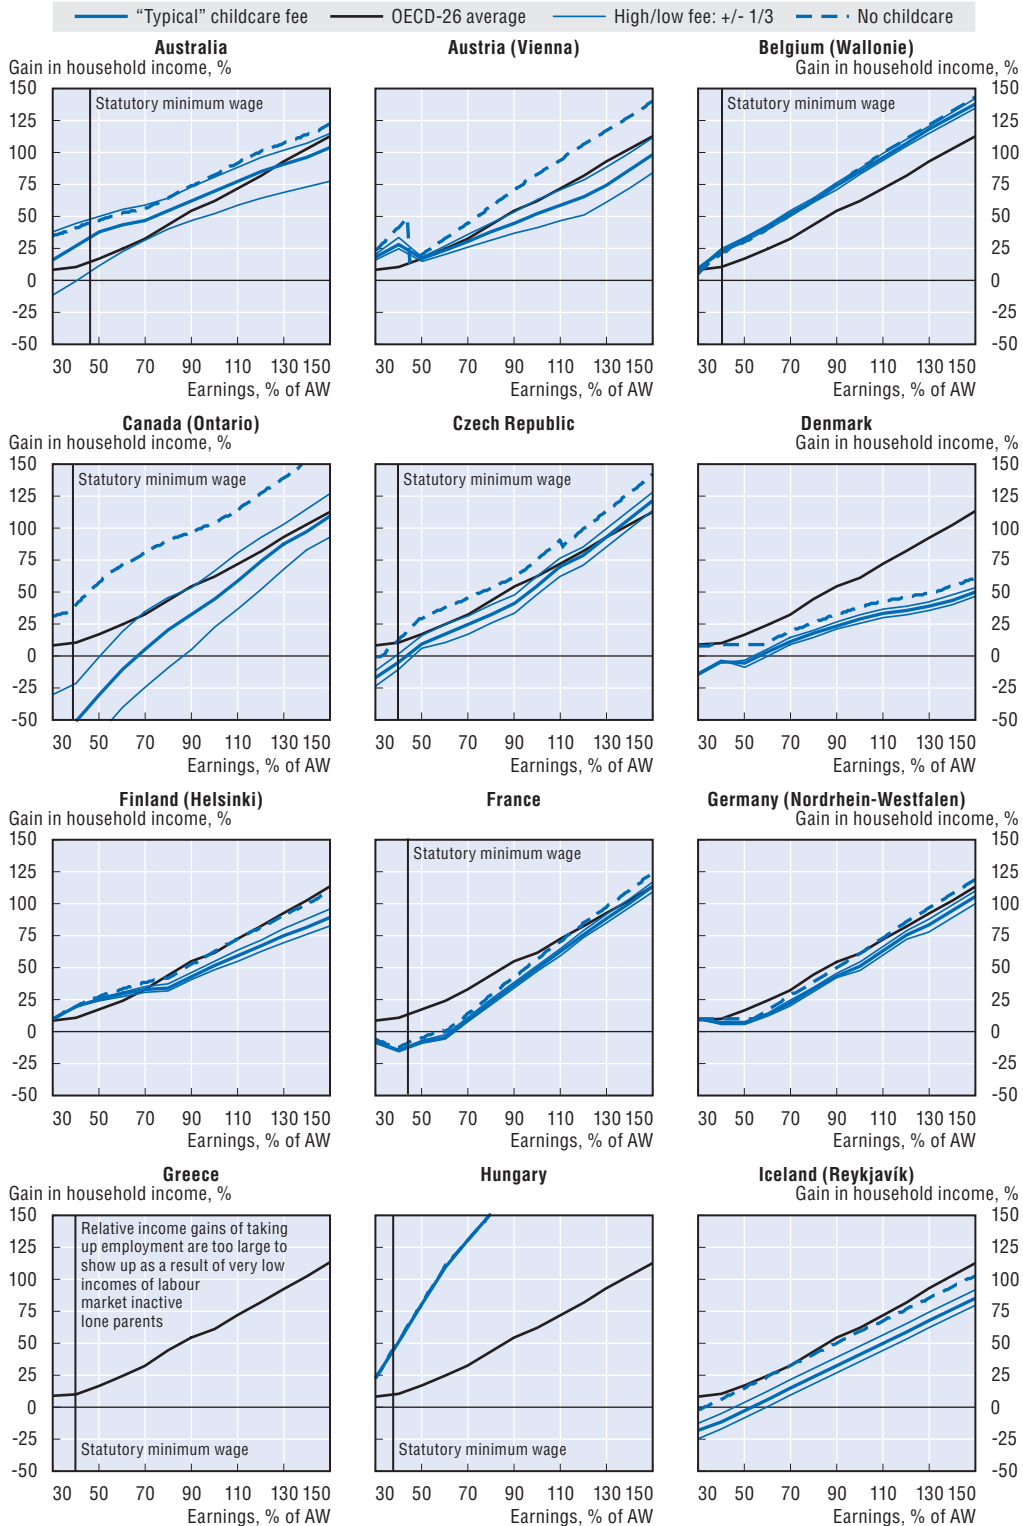 “Typical” childcare fee OECD-26 average High/low fee: +/- 1/3 No childcare
Australia Austria (Vienna) Belgium (Wallonie)
Gain in household income, % Gain in household income, %
150 150
Statutory minimum wage Statutory minimum wage
125 125
100 100
75 75
50 50
25 25
0 0
-25 -25
-50 -50
30 50 70 90 110 130 150 30 50 70 90 110 130 150 30 50 70 90 110 130 150
Earnings, % of AW Earnings, % of AW Earnings, % of AW
Canada (Ontario) Czech Republic Denmark
Gain in household income, % Gain in household income, %
150 150
Statutory minimum wage Statutory minimum wage
125 125
100 100
75 75
50 50
25 25
0 0
-25 -25
-50 -50
30 50 70 90 110 130 150 30 50 70 90 110 130 150 30 50 70 90 110 130 150
Earnings, % of AW Earnings, % of AW Earnings, % of AW
Finland (Helsinki) France Germany (Nordrhein-Westfalen)
Gain in household income, % Gain in household income, %
150 150
Statutory minimum wage
125 125
100 100
75 75
50 50
25 25
0 0
-25 -25
-50 -50
30 50 70 90 110 130 150 30 50 70 90 110 130 150 30 50 70 90 110 130 150
Earnings, % of AW Earnings, % of AW Earnings, % of AW
Greece Hungary Iceland (Reykjavík)
Gain in household income, % Gain in household income, %
150 150
Relative income gains of taking
up employment are too large to
show up as a result of very low
incomes of labour
market inactive
lone parents
125 125
100 100
75 75
50 50
25 25
0 0
-25 -25
Statutory minimum wage Statutory minimum wage
-50 -50
30 50 70 90 110 130 150 30 50 70 90 110 130 150 30 50 70 90 110 130 150
Earnings, % of AW Earnings, % of AW Earnings, % of AW